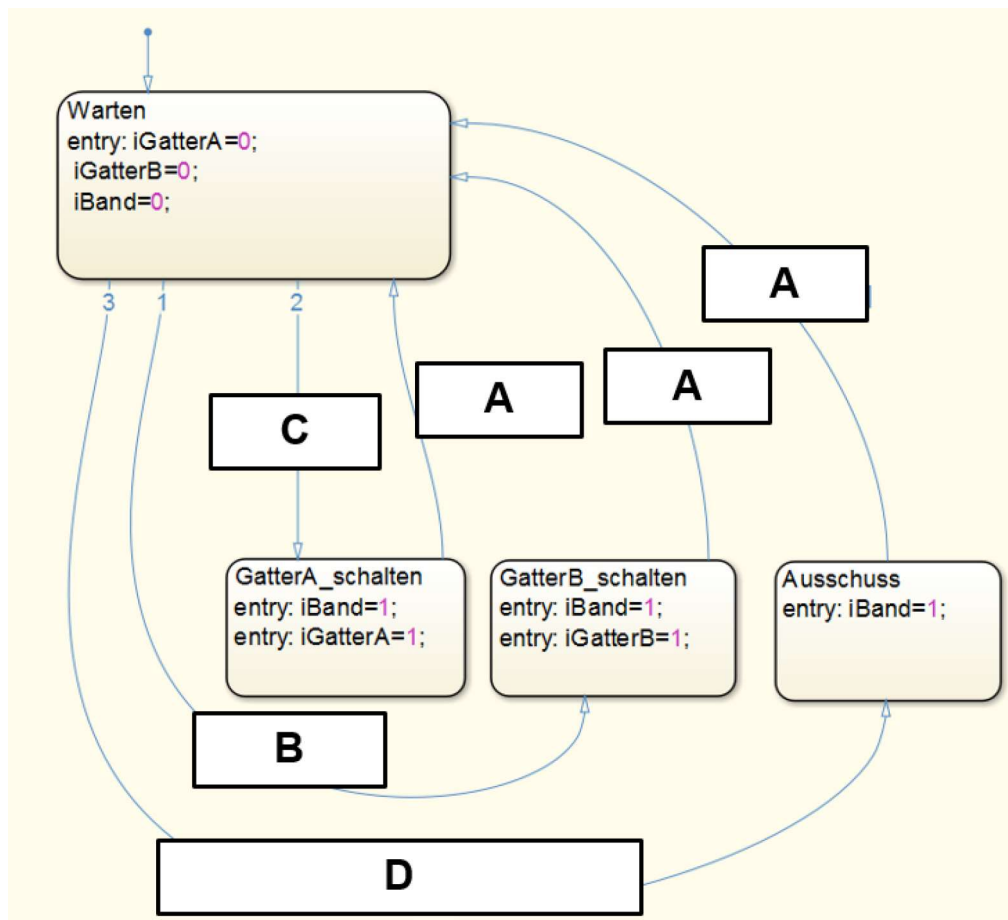 Warten
entry: iGatterA=0;
iGatterB=0;
iBand=0;
3 1 2
A
A
A
C
GatterA_schalten
entry: iBand=1;
entry: iGatterA=1;
GatterB_schalten
entry: iBand=1;
entry: iGatterB=1;
Ausschuss
entry: iBand=1;
B
D